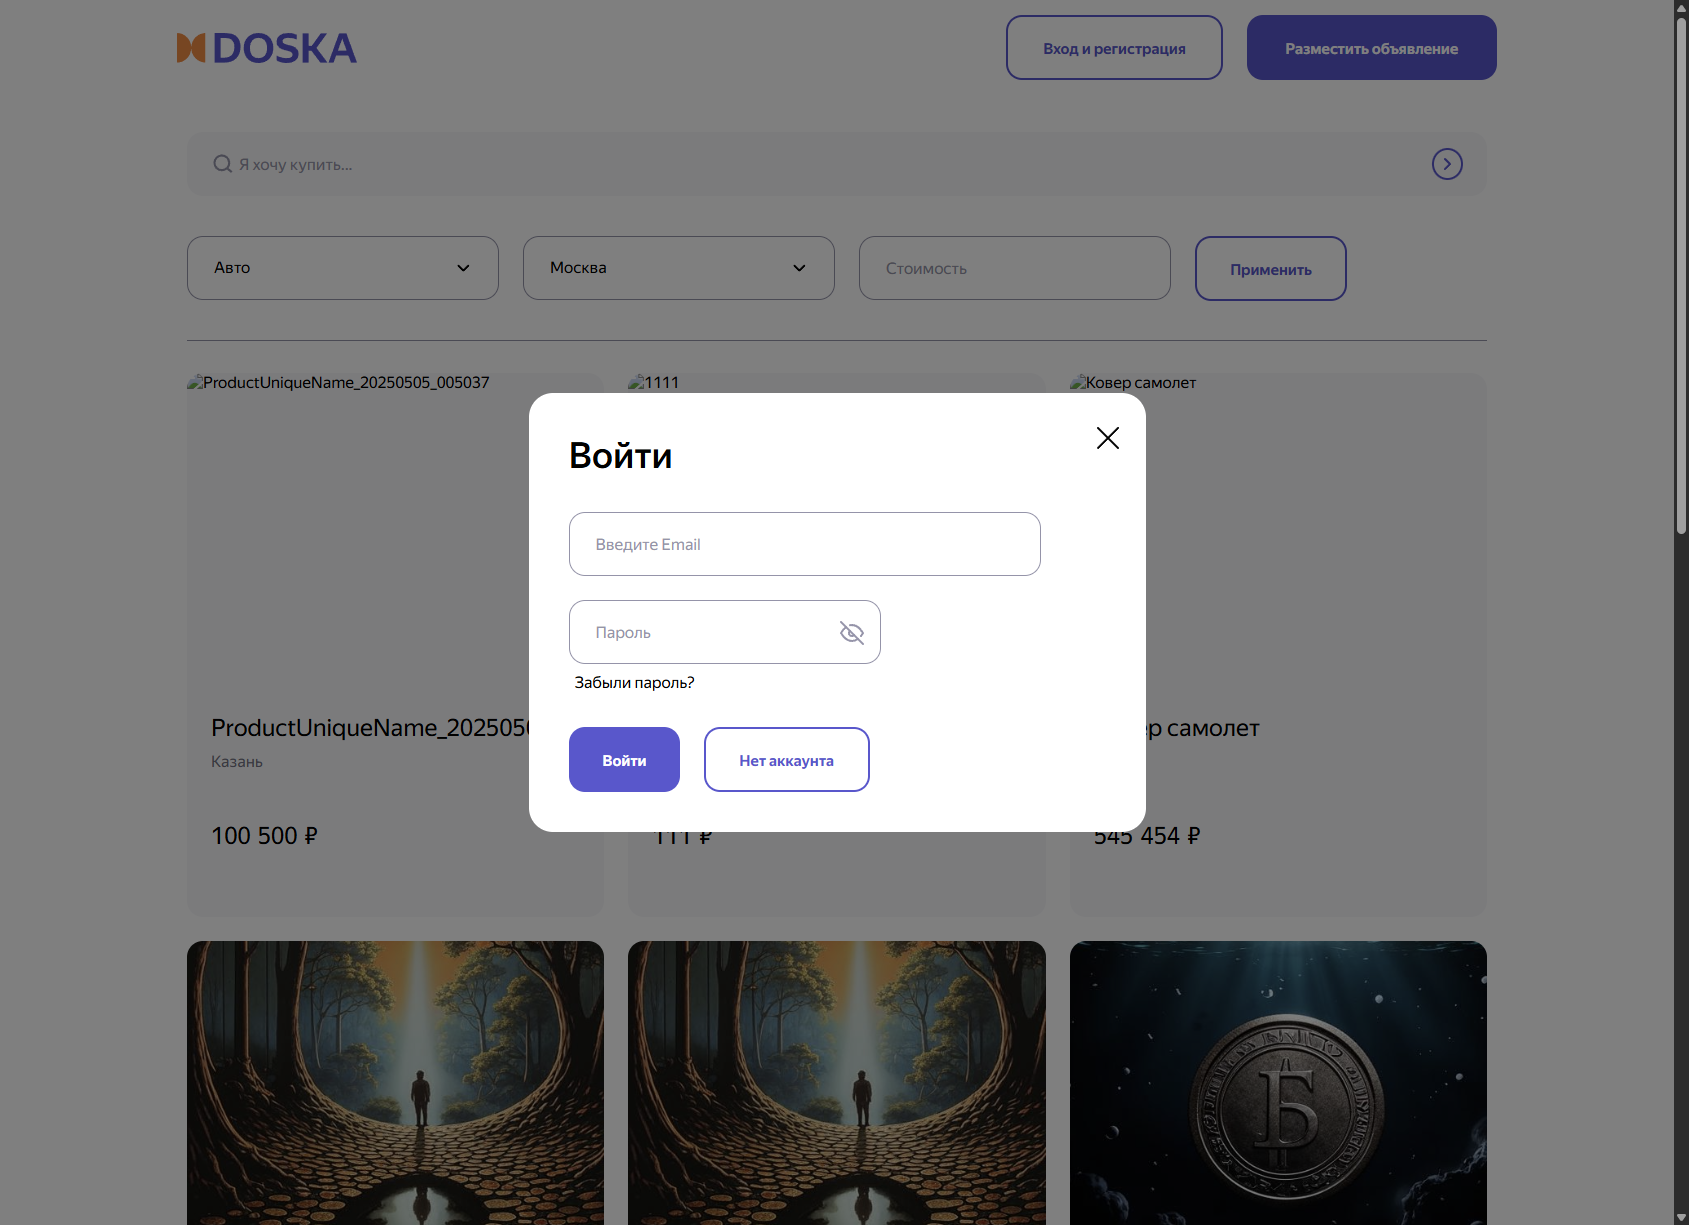 DOSKA
Вход и регистрация
Разместить объявление
Я хочу купить...
Авто
Москва
Стоимость
Применить
ProductUniqueName_20250505_005037
1111
Ковер самолет
Войти
Введите Email
Пароль
Забыли пароль?
Войти
Нет аккаунта
ProductUniqueName_202505
ер самолет
Казань
100 500 ₽
111 ₽
545 454 ₽
Б